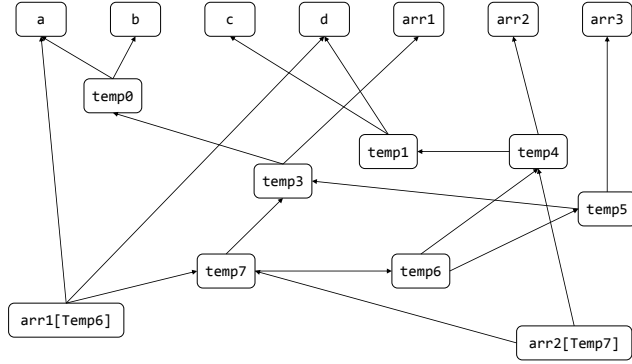 a
b
c
d
arr1
arr2
arr3
temp0
temp1
temp4
temp3
temp5
temp7
temp6
arr1[Temp6]
arr2[Temp7]